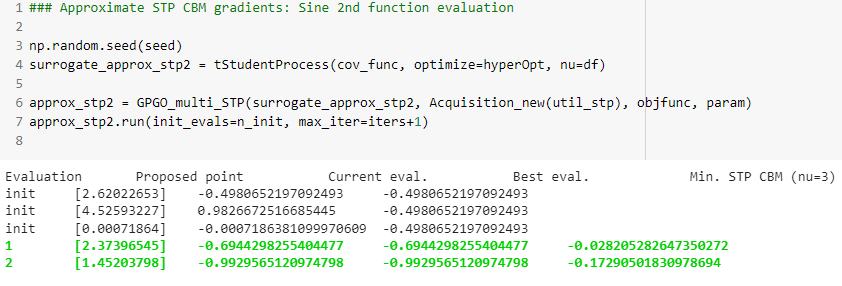 1 ### Approximate STP CBM gradients: Sine 2nd function evaluation
2
3 np.random.seed(seed)
4 surrogate_approx_stp2 = tStudentProcess(cov_func, optimize=hyperOpt, nu=df)
5
6 approx_stp2 = GPGO_multi_STP(surrogate_approx_stp2, Acquisition_new(util_stp), objfunc, param)
7 approx_stp2.run(init_evals=n_init, max_iter=iters+1)
8
Evaluation Proposed point Current eval. Best eval. Min. STP CBM (nu=3)
init [2.62022653] -0.4980652197092493 -0.4980652197092493
init [4.52593227] 0.9826672516685445 -0.4980652197092493
init [0.00071864] -0.0007186381099970609 -0.4980652197092493
1 [2.37396545] -0.6944298255404477 -0.6944298255404477 -0.028205282647350272
2 [1.45203798] -0.9929565120974798 -0.9929565120974798 -0.17290501830978694